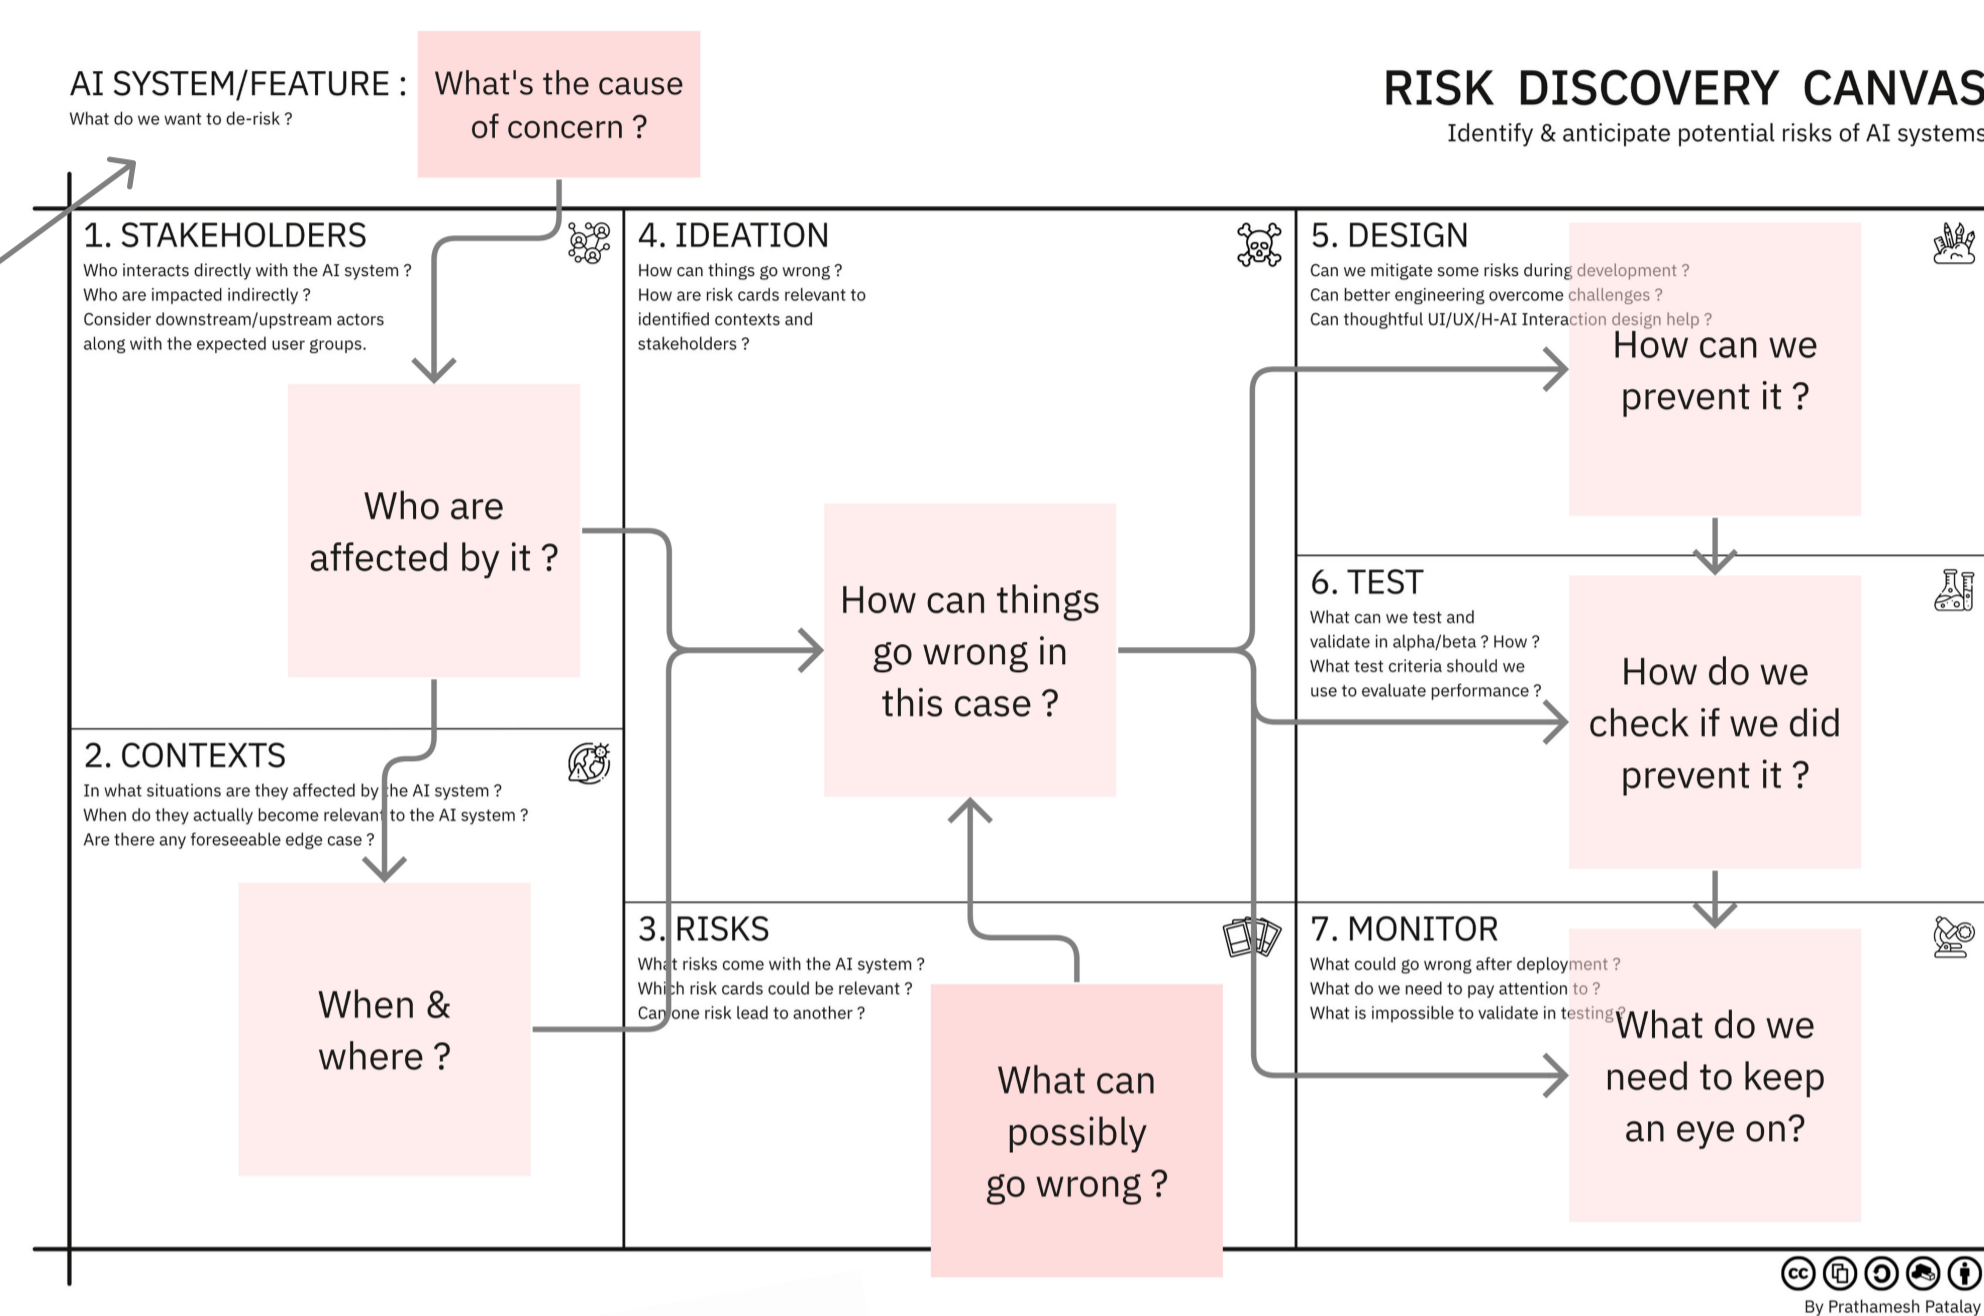 AI SYSTEM/FEATURE :
What do we want to de-risk ?
What's the cause
of concern ?
RISK DISCOVERY CANVAS
Identify & anticipate potential risks of AI systems
1. STAKEHOLDERS
Who interacts directly with the AI system ?
Who are impacted indirectly ?
Consider downstream/upstream actors
along with the expected user groups.
Who are
affected by it ?
2. CONTEXTS
In what situations are they affected by the AI system ?
When do they actually become relevant to the AI system ?
Are there any foreseeable edge case ?
When &
where ?
3. RISKS
What risks come with the AI system ?
Which risk cards could be relevant ?
Can one risk lead to another ?
What can
possibly
go wrong ?
4. IDEATION
How can things go wrong ?
How are risk cards relevant to
identified contexts and
stakeholders ?
How can things
go wrong in
this case ?
5. DESIGN
Can we mitigate some risks during development ?
Can better engineering overcome challenges ?
Can thoughtful UI/UX/H-AI Interaction design help ?
How can we
prevent it ?
6. TEST
What can we test and
validate in alpha/beta ? How ?
What test criteria should we
use to evaluate performance ?
How do we
check if we did
prevent it ?
7. MONITOR
What could go wrong after deployment ?
What do we need to pay attention to ?
What is impossible to validate in testing ?
What do we
need to keep
an eye on?
cc
By Prathamesh Patalay